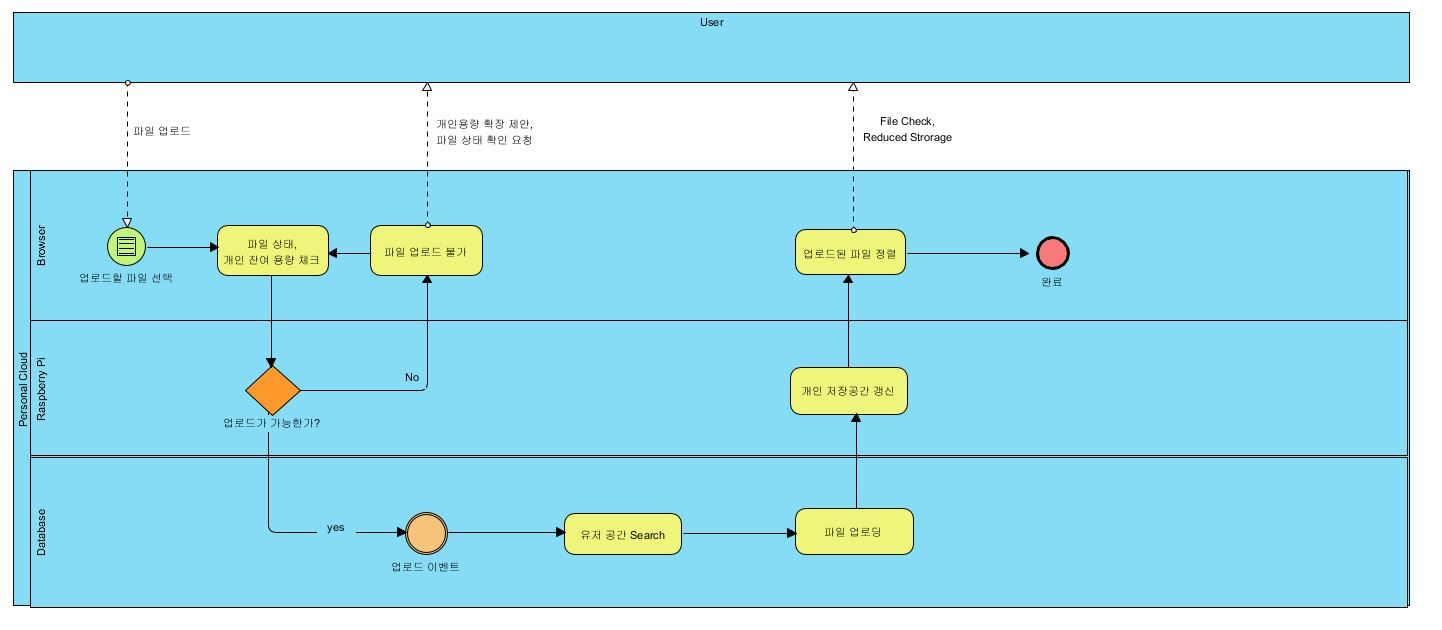 User
파일 업로드
개인용량 확장 제안,
파일 상태 확인 요청
File Check,
Reduced Strorage
Personal Cloud
Browser
업로드할 파일 선택
파일 상태,
개인 잔여 용량 체크
파일 업로드 불가
업로드된 파일 정렬
완료
Raspberry Pi
업로드가 가능한가?
No
개인 저장공간 갱신
Database
yes
업로드 이벤트
유저 공간 Search
파일 업로딩